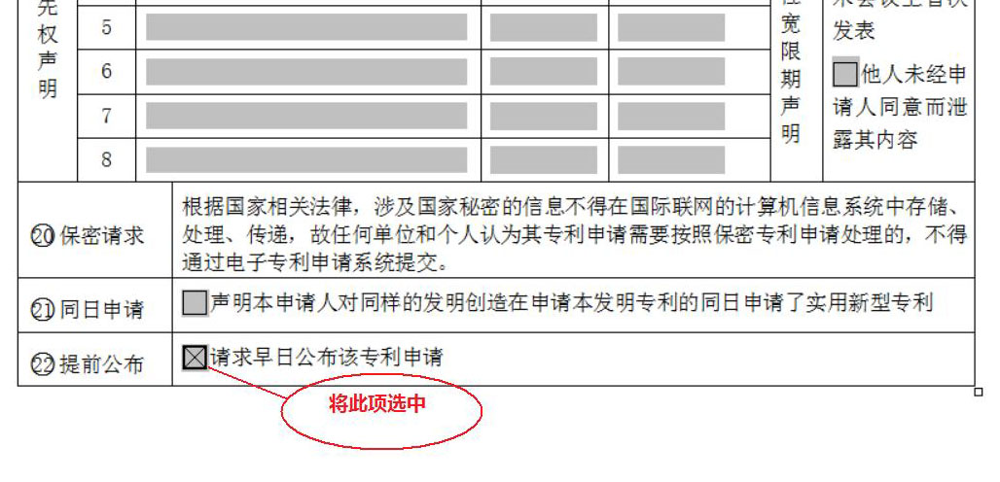 先
权
声
明
5
6
7
8
宽
限
期
声
明
发表
他人未经申
请人同意而泄
露其内容
⑳保密请求
根据国家相关法律，涉及国家秘密的信息不得在国际联网的计算机信息系统中存储、
处理、传递，故任何单位和个人认为其专利申请需要按照保密专利申请处理的，不得
通过电子专利申请系统提交。
㉑同日申请
声明本申请人对同样的发明创造在申请本发明专利的同日申请了实用新型专利
㉒提前公布
请求早日公布该专利申请
将此项选中